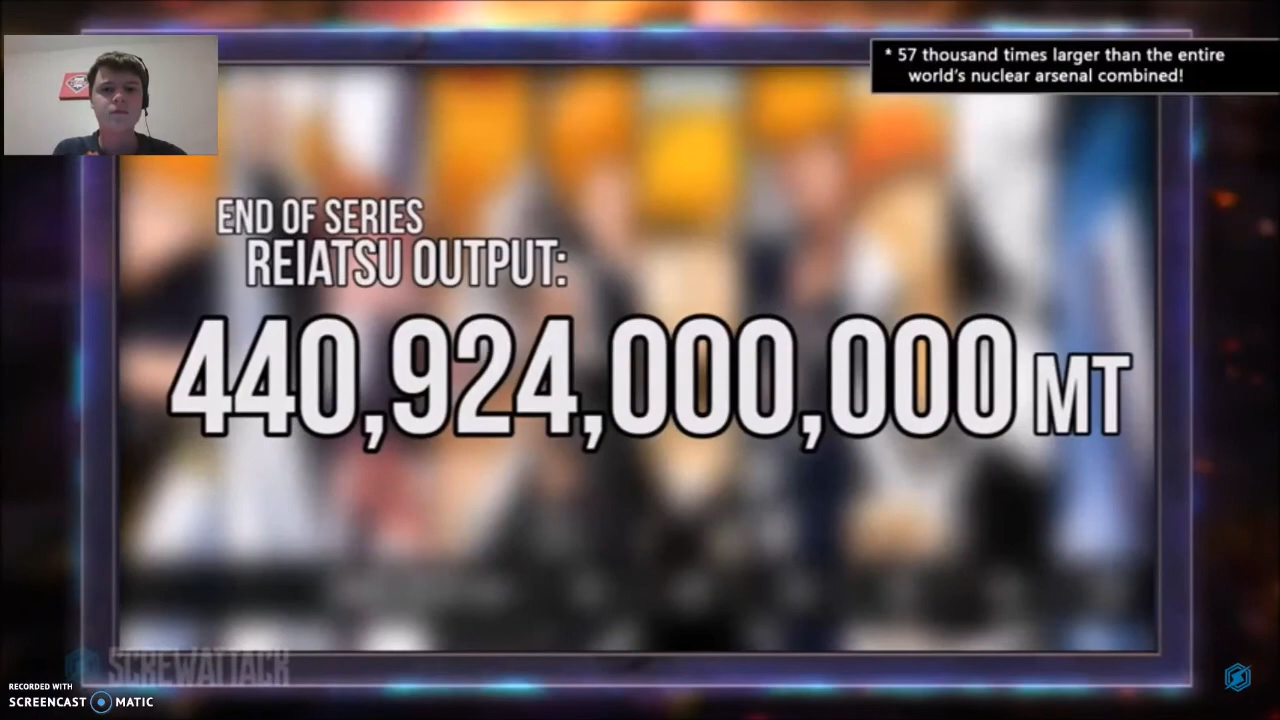 * 57 thousand times larger than the entire
world's nuclear arsenal combined!
END OF SERIES
REIATSU OUTPUT:
440,924,000,000 MT
SCREWATTACK
RECORDED WITH
SCREENCAST MATIC